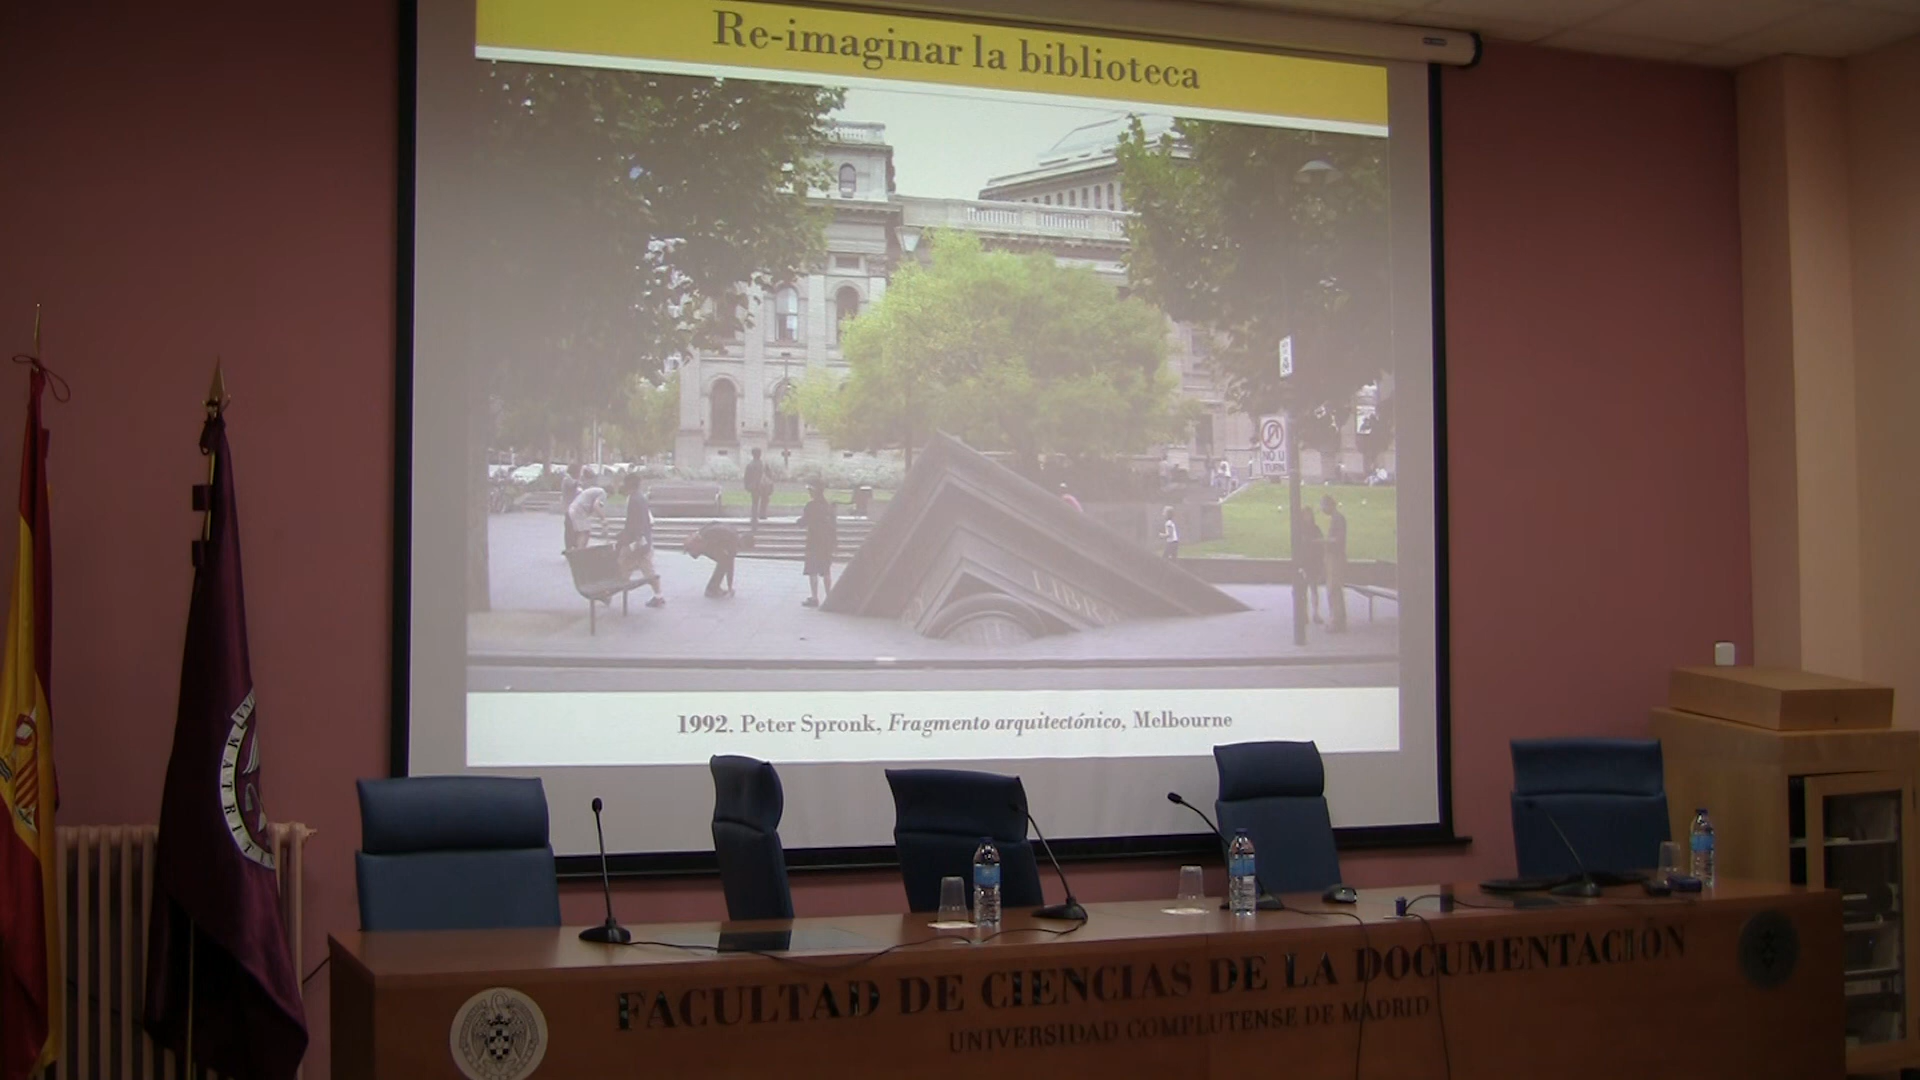 Re-imaginar la biblioteca
NO U
TURN
LIBRA
1992. Peter Spronk, Fragmento arquitectónico, Melbourne
FACULTAD DE CIENCIAS DE LA DOCUMENTACIÓN
UNIVERSIDAD COMPLUTENSE DE MADRID